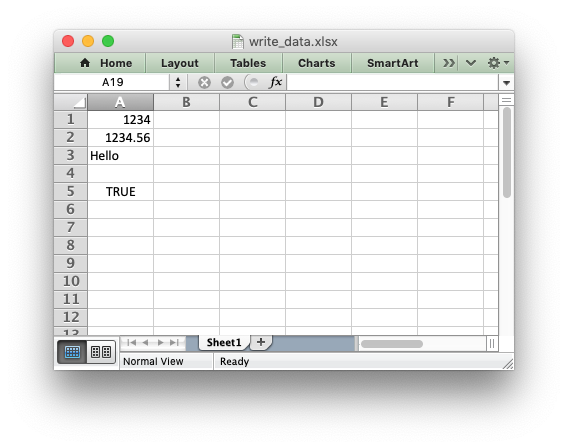 write_data.xlsx
Home Layout Tables Charts SmartArt
A19 fx
A B C D E F
1 1234
2 1234.56
3 Hello
4
5 TRUE
6
7
8
9
10
11
12
13
Sheet1 +
Normal View Ready